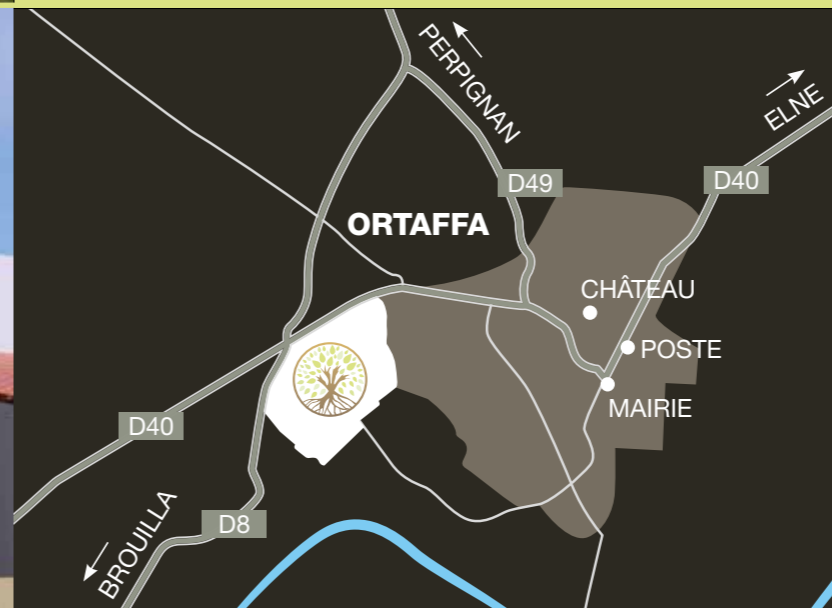 PERPIGNAN
ELNE
D49
D40
ORTAFFA
CHÂTEAU
POSTE
MAIRIE
D40
D8
BROUILLA